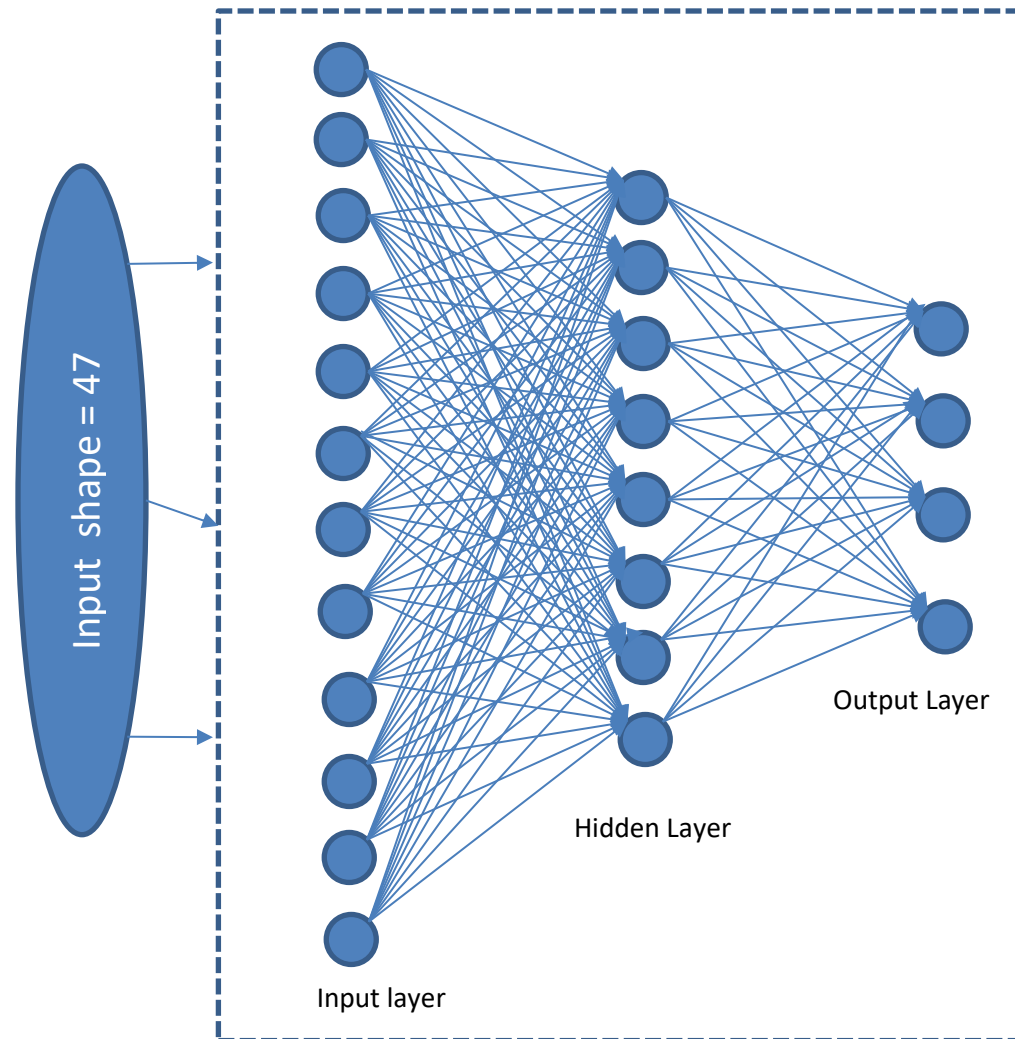 Input shape = 47
Output Layer
Hidden Layer
Input layer